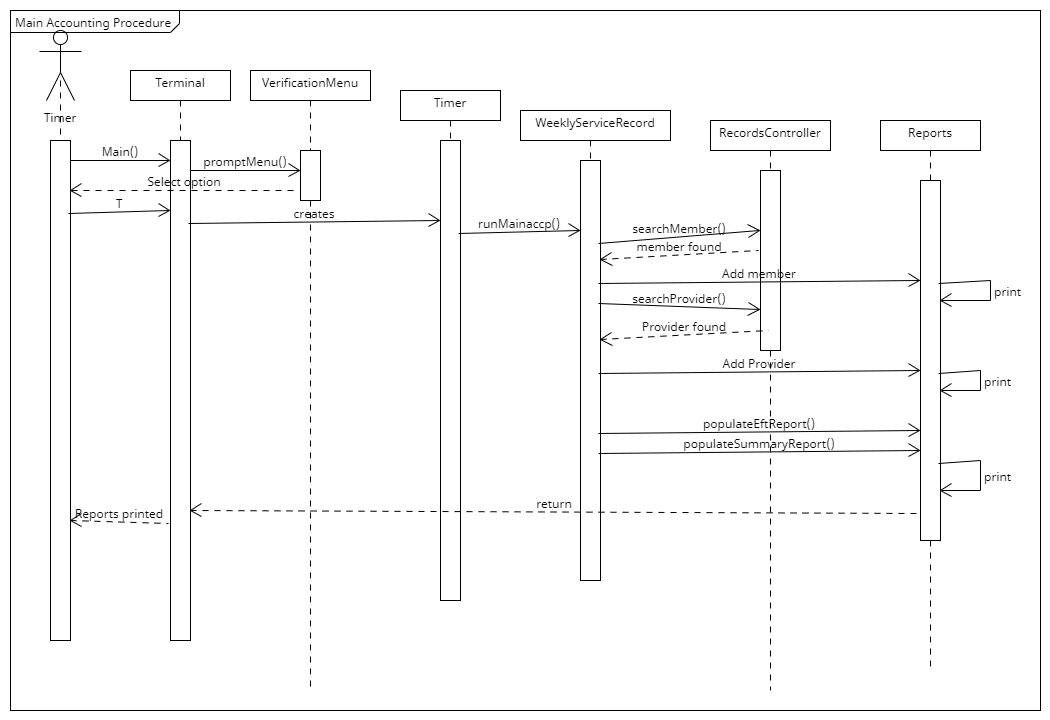 Main Accounting Procedure
Timer
Terminal
VerificationMenu
Timer
WeeklyServiceRecord
RecordsController
Reports
Main()
promptMenu()
Select option
T
creates
runMainaccp()
searchMember()
member found
Add member
print
searchProvider()
Provider found
Add Provider
print
populateEftReport()
populateSummaryReport()
print
return
Reports printed